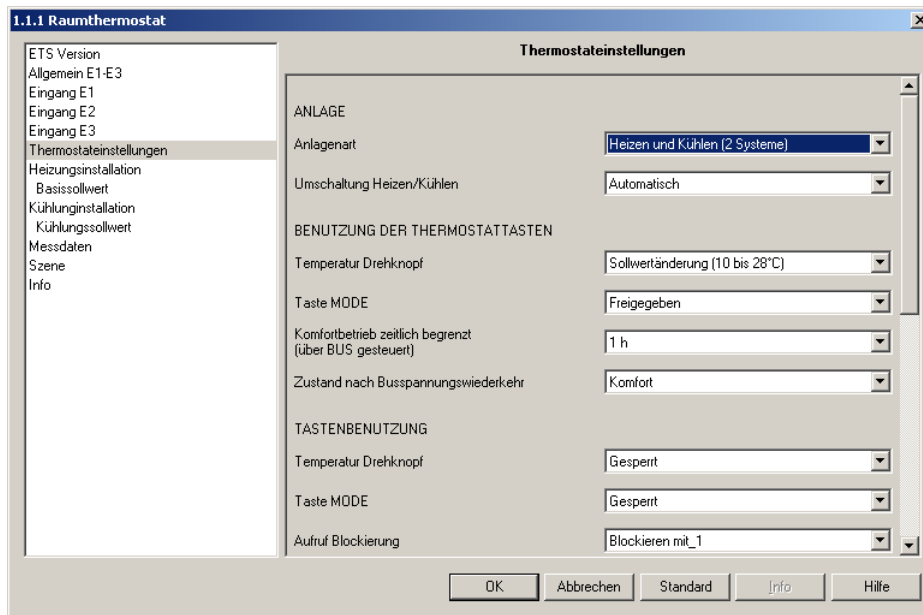 1.1.1 Raumthermostat
ETS Version
Allgemein E1-E3
Eingang E1
Eingang E2
Eingang E3
Thermostateinstellungen
Heizungsinstallation
Basissollwert
Kühlunginstallation
Kühlungssollwert
Messdaten
Szene
Info
Thermostateinstellungen
ANLAGE
Anlagenart
Heizen und Kühlen (2 Systeme)
Umschaltung Heizen/Kühlen
Automatisch
BENUTZUNG DER THERMOSTATTASTEN
Temperatur Drehknopf
Sollwertänderung (10 bis 28°C)
Taste MODE
Freigegeben
Komfortbetrieb zeitlich begrenzt
(über BUS gesteuert)
1 h
Zustand nach Busspannungswiederkehr
Komfort
TASTENBENUTZUNG
Temperatur Drehknopf
Gesperrt
Taste MODE
Gesperrt
Aufruf Blockierung
Blockieren mit_1
OK
Abbrechen
Standard
Info
Hilfe